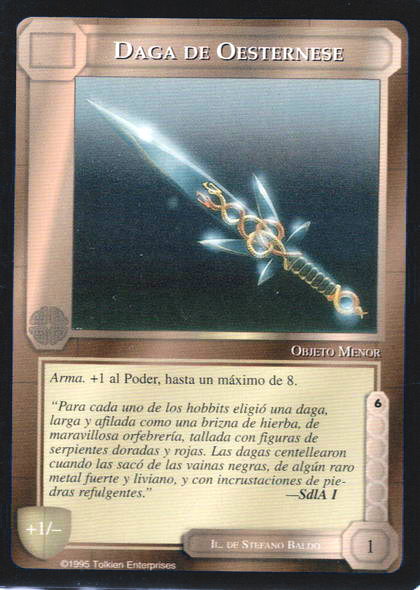 DAGA DE OESTERNESE
OBJETO MENOR
Arma. +1 al Poder, hasta un máximo de 8.
6
“Para cada uno de los hobbits eligió una daga,
larga y afilada como una brizna de hierba, de
maravillosa orfebrería, tallada con figuras de
serpientes doradas y rojas. Las dagas centellearon
cuando las sacó de las vainas negras, de algún raro
metal fuerte y liviano, y con incrustaciones de pie-
dras refulgentes.” —SdlA I
+1/–
IL. DE STEFANO BALDO
1
©1995 Tolkien Enterprises